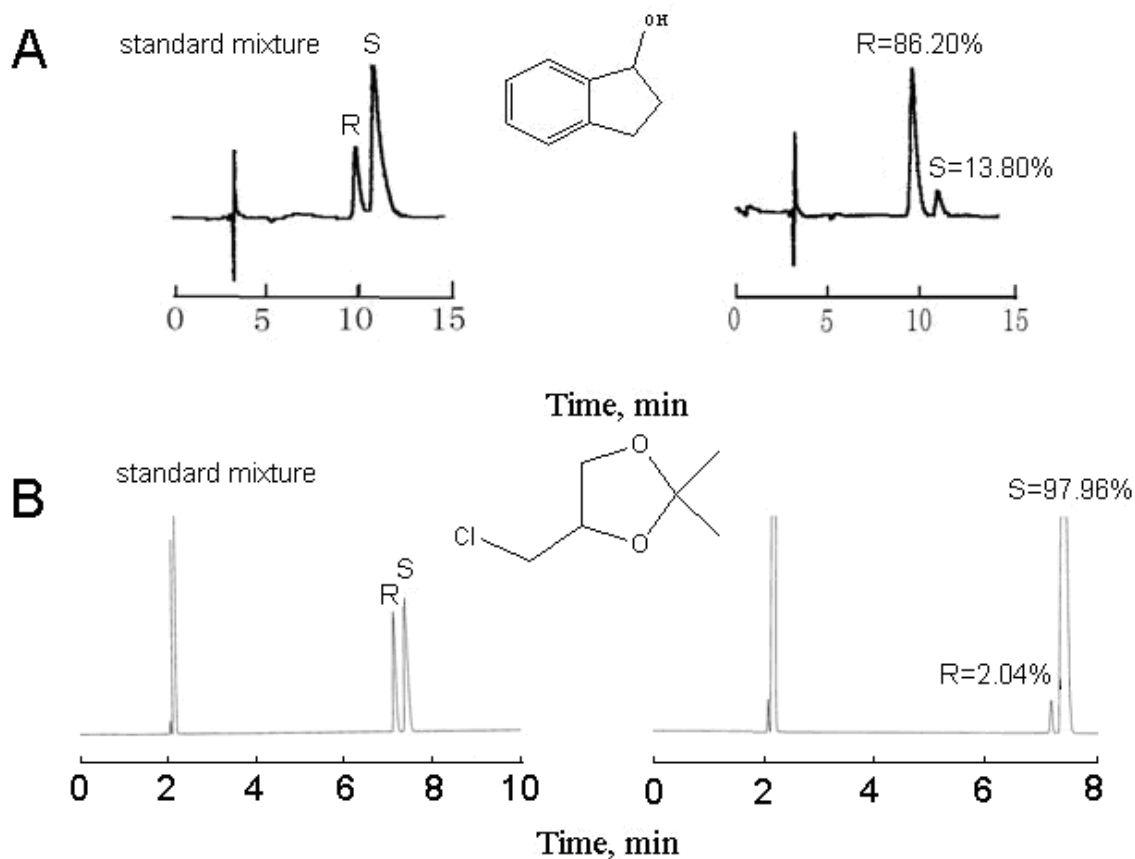 A
standard mixture
S
R
OH
R=86.20%
S=13.80%
0 5 10 15
0 5 10 15
Time, min
B
standard mixture
R
S
O
O
Cl
S=97.96%
R=2.04%
0 2 4 6 8 10
0 2 4 6 8
Time, min